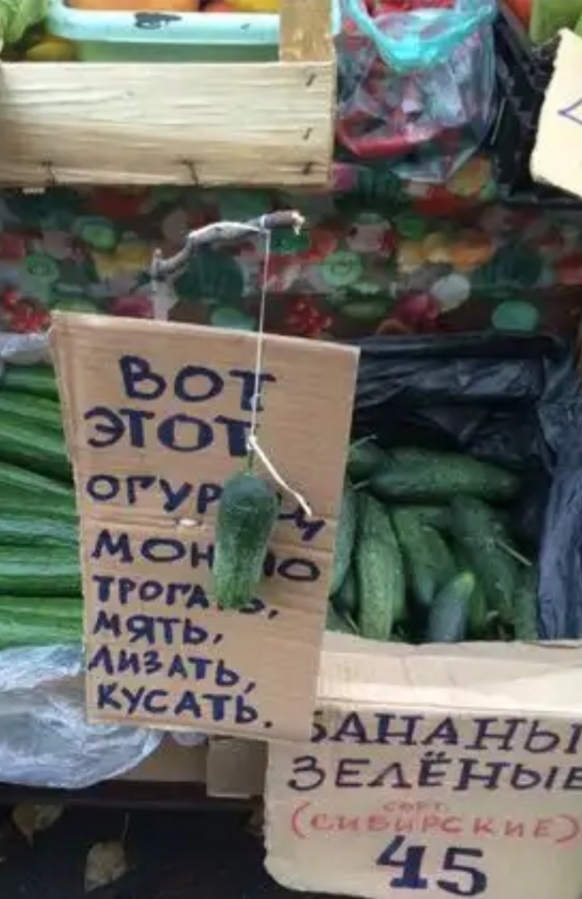 ВОТ
ЭТОТ
ОГУРЕЦ
МОЖНО
ТРОГАТЬ,
МЯТЬ,
ЛИЗАТЬ,
КУСАТЬ.
БАНАНЫ
ЗЕЛЁНЫЕ
СОРТ.
(СИБИРСКИЕ)
45